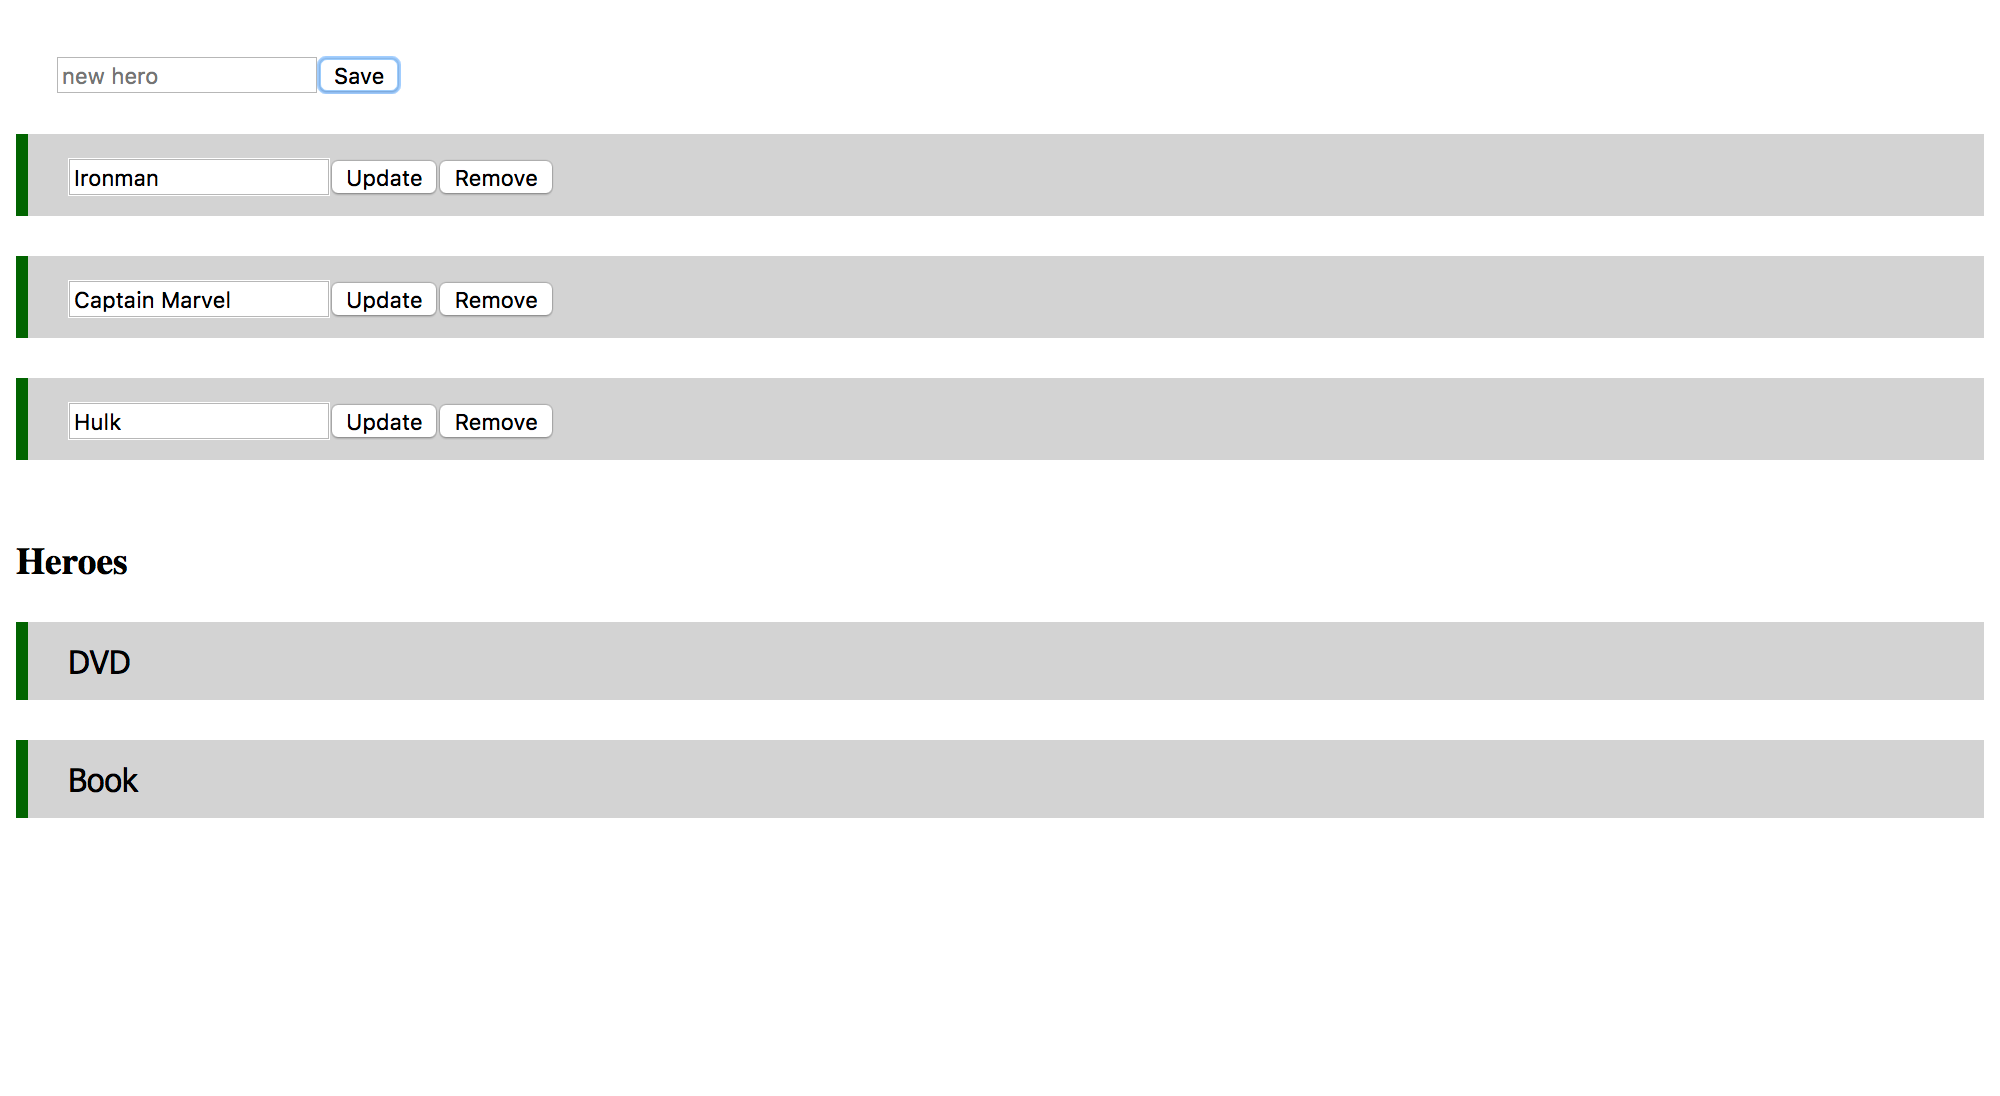 new hero Save
Ironman Update Remove
Captain Marvel Update Remove
Hulk Update Remove
Heroes
DVD
Book